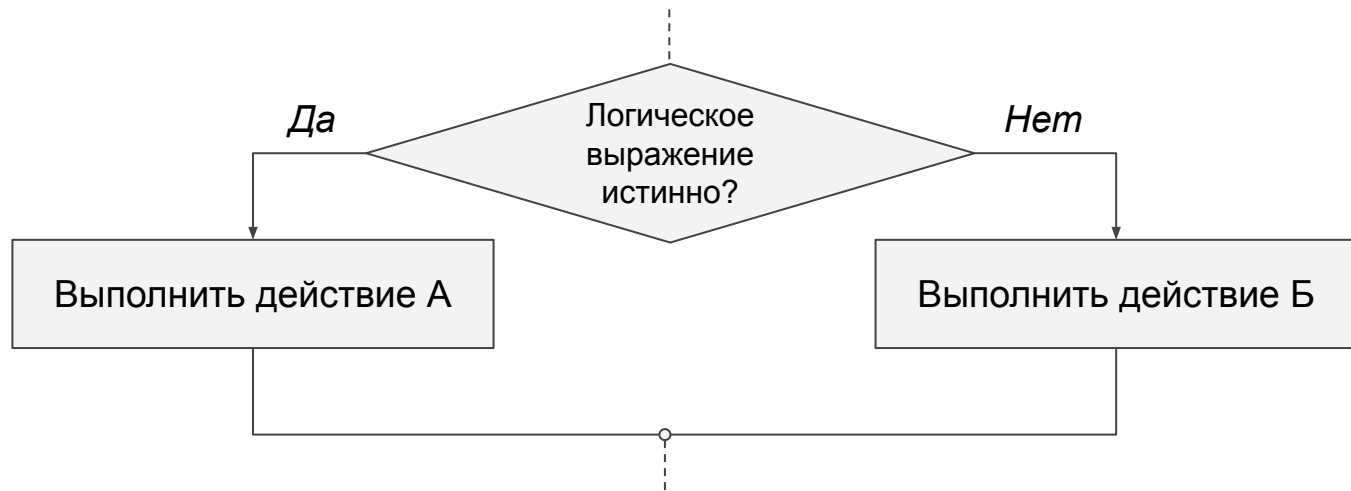 Да
Логическое
выражение
истинно?
Нет
Выполнить действие А
Выполнить действие Б